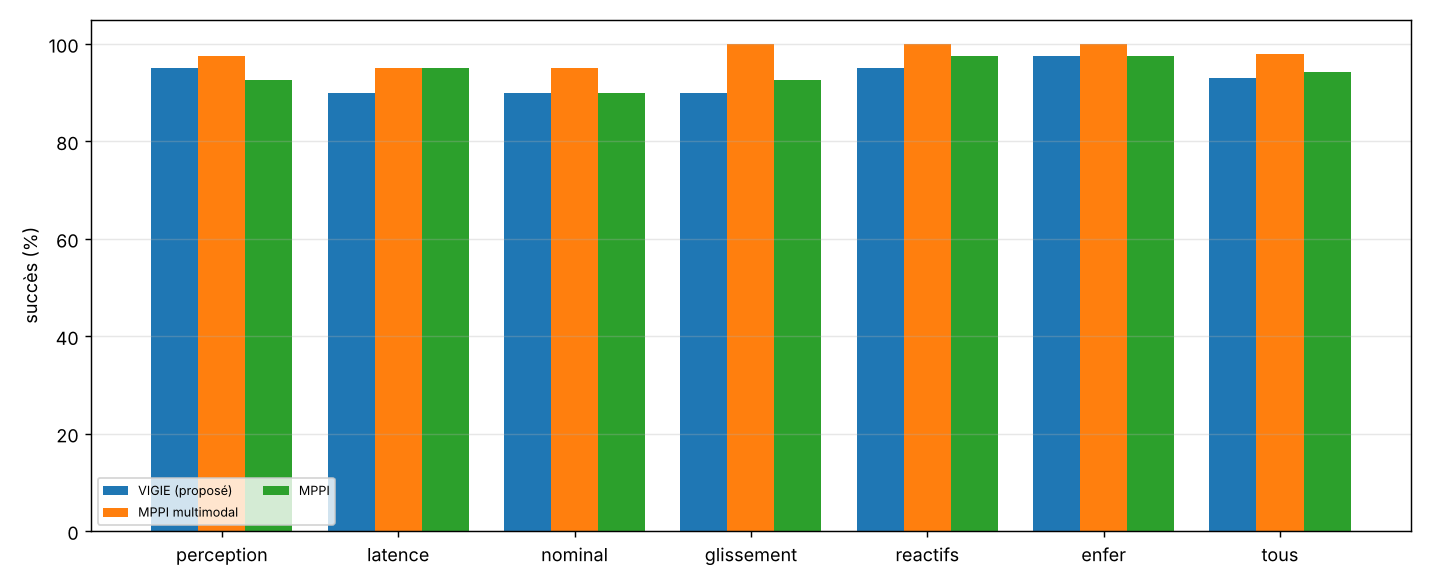 100
80
60
40
20
0
succès (%)
VIGIE (proposé)
MPPI multimodal
MPPI
perception
latence
nominal
glissement
reactifs
enfer
tous